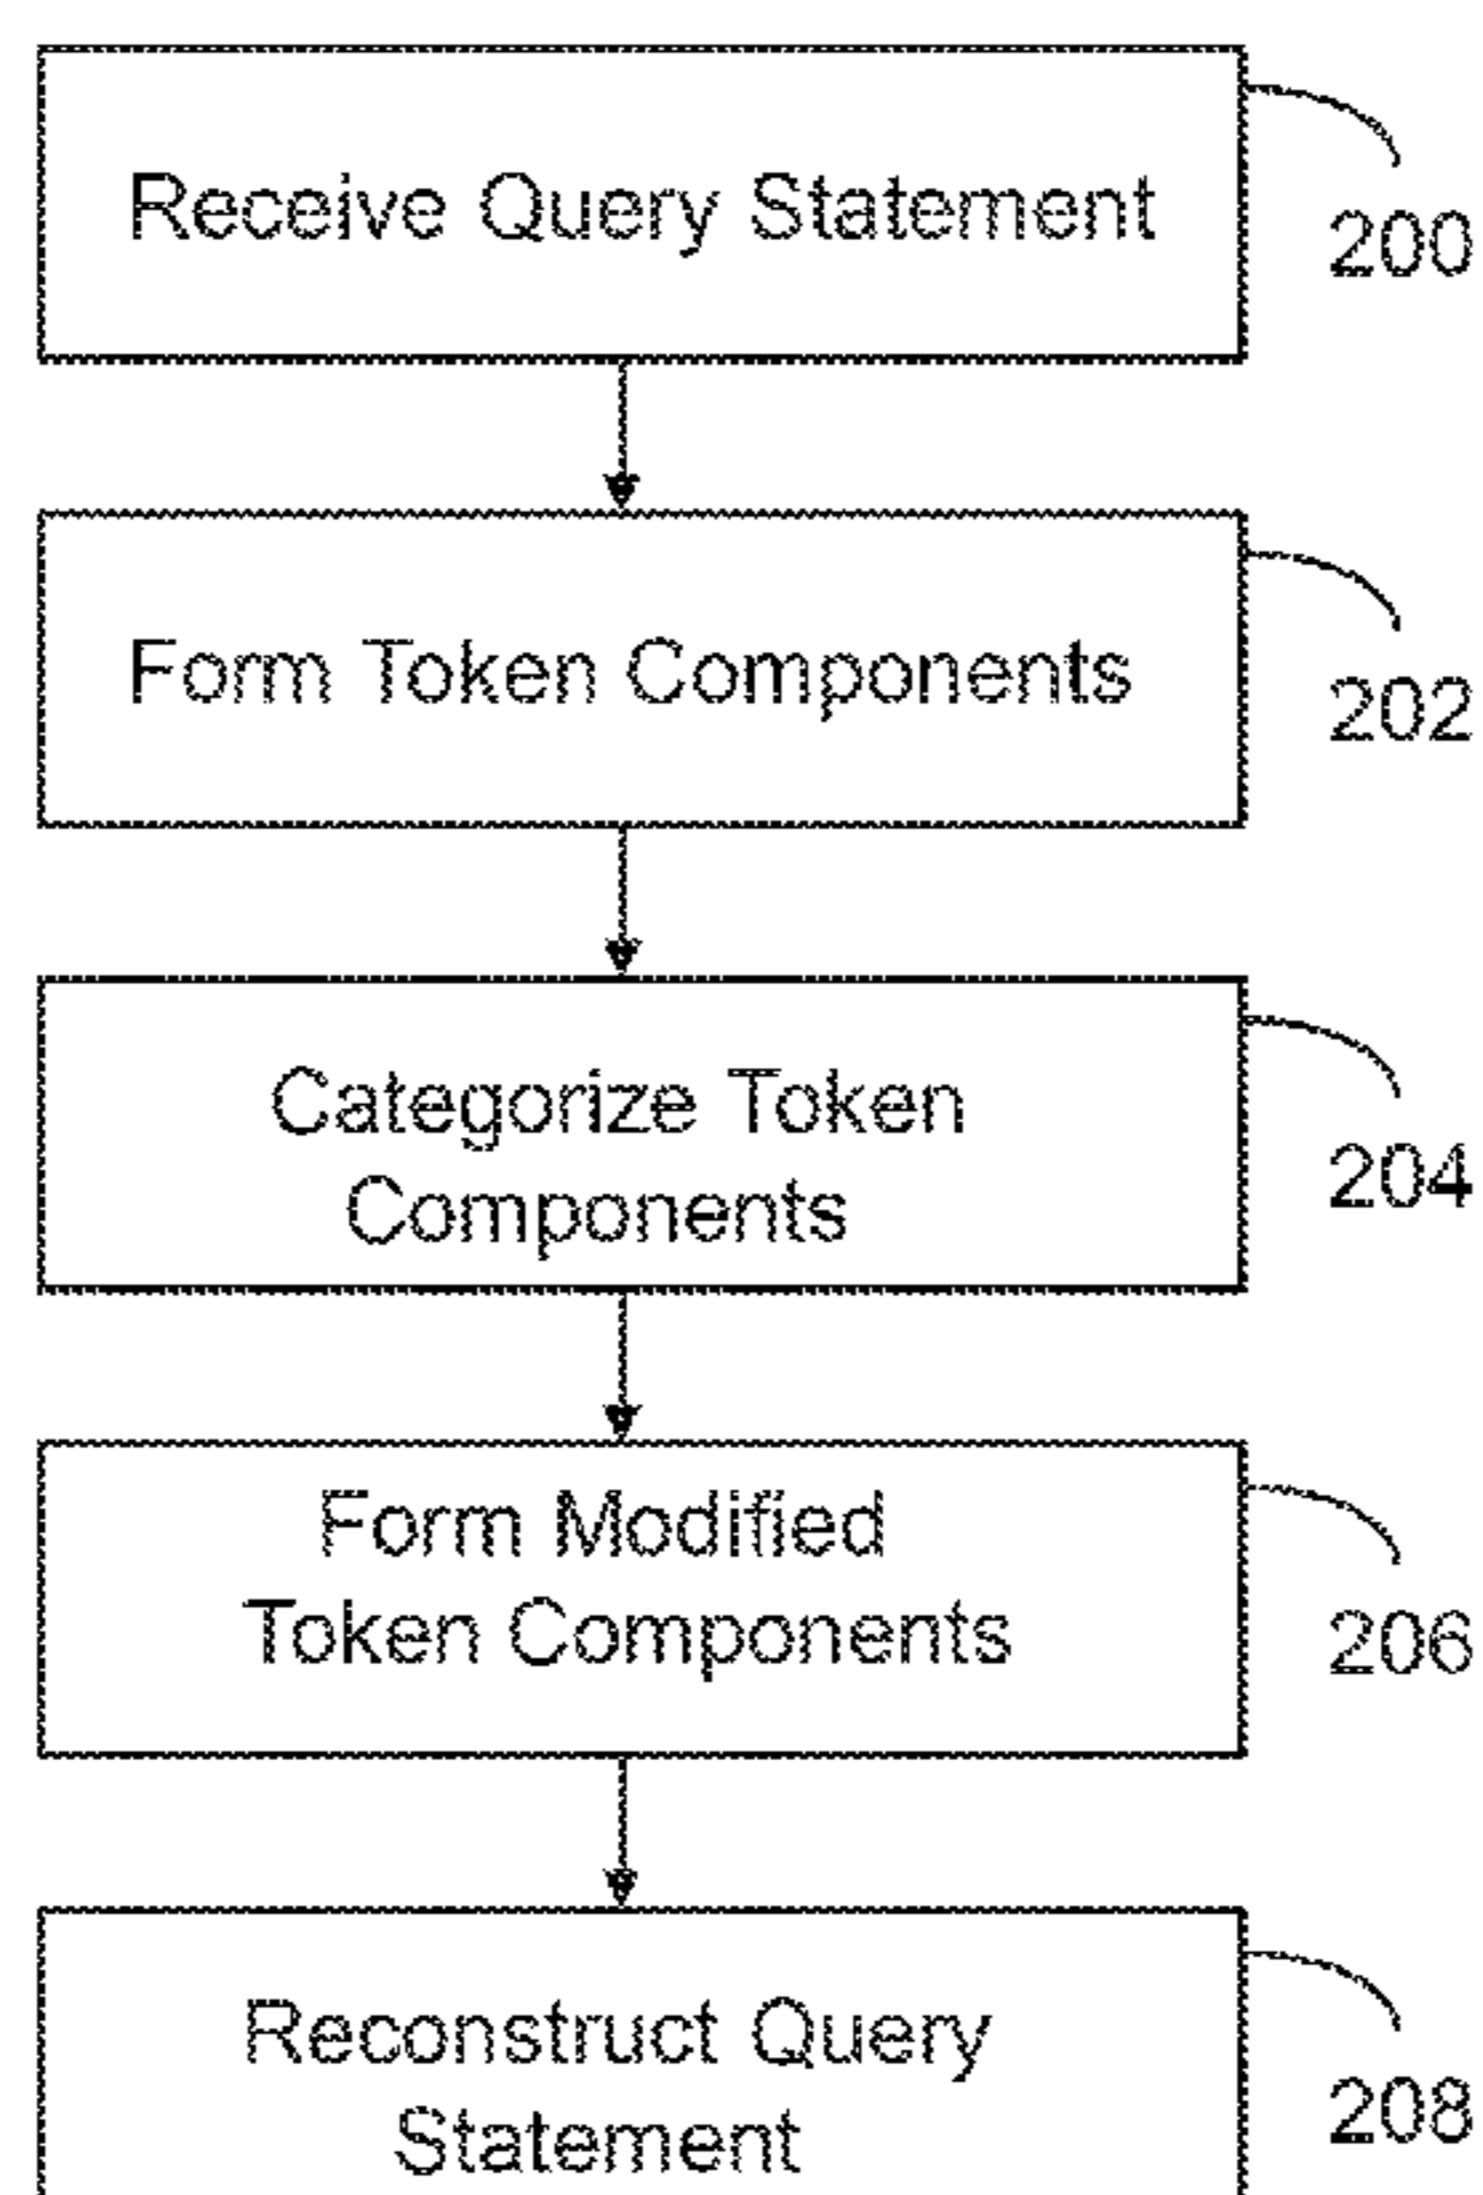 Receive Query Statement
200
Form Token Components
202
Categorize Token
Components
204
Form Modified
Token Components
206
Reconstruct Query
Statement
208